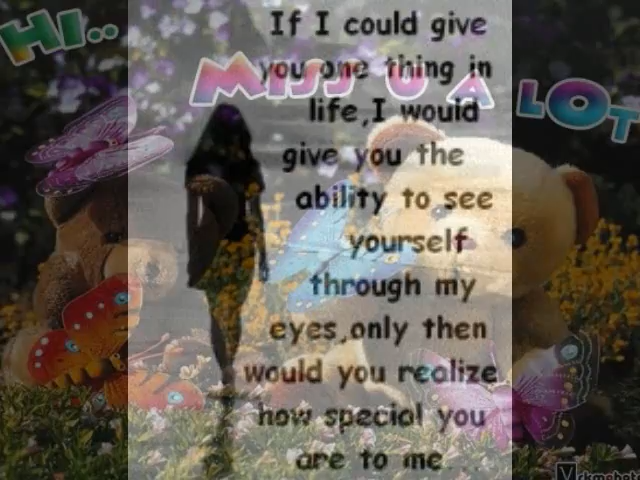 Hi..
Miss u a LOT
If I could give
you one thing in
life,I would
give you the
ability to see
yourself
through my
eyes,only then
would you realize
how special you
are to me...